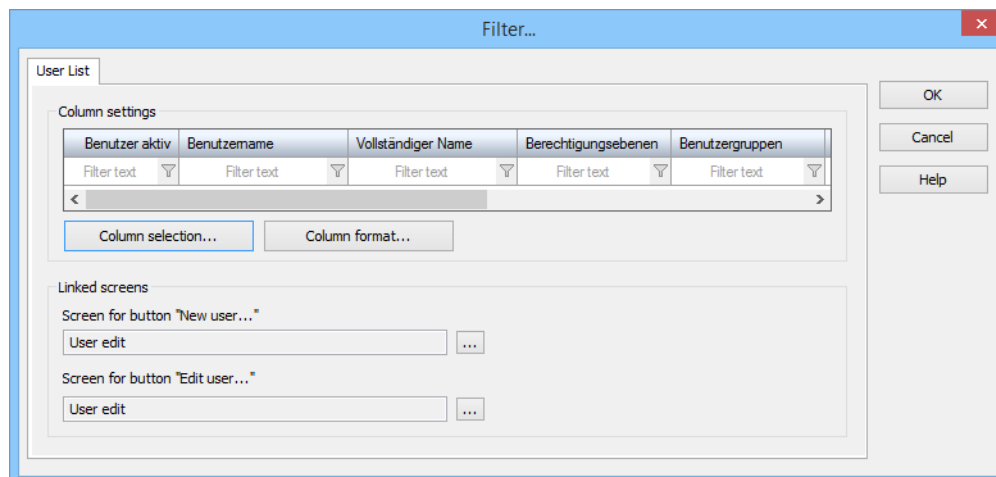 Filter...
User List
Column settings
Benutzer aktiv Benutzername Vollständiger Name Berechtigungsebenen Benutzergruppen
Filter text Filter text Filter text Filter text Filter text
Column selection... Column format...
Linked screens
Screen for button "New user..."
User edit ...
Screen for button "Edit user..."
User edit ...
OK
Cancel
Help